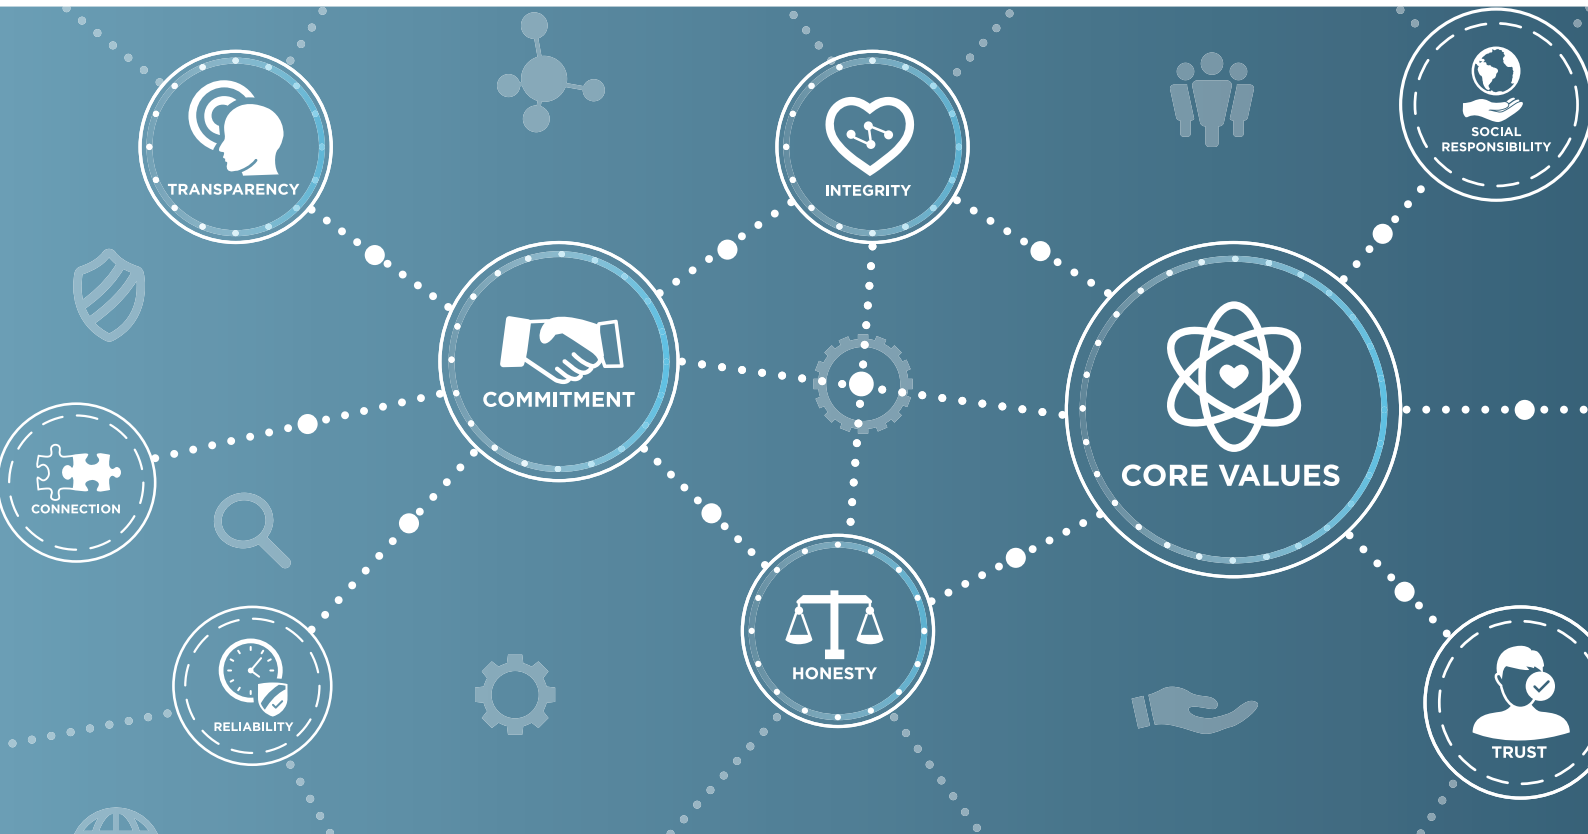 TRANSPARENCY
INTEGRITY
SOCIAL
RESPONSIBILITY
COMMITMENT
CORE VALUES
CONNECTION
HONESTY
RELIABILITY
TRUST